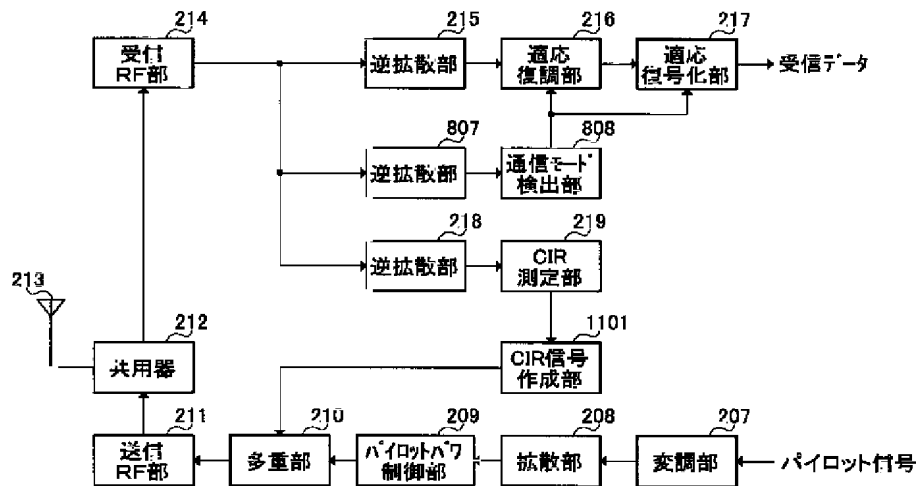 214
受信
RF部
215
逆拡散部
216
適応
復調部
217
適応
復号化部
受信データ
807
逆拡散部
808
通信モード
検出部
218
逆拡散部
219
CIR
測定部
213
212
共用器
1101
CIR信号
作成部
211
送信
RF部
210
多重部
209
パイロットパワ
制御部
208
拡散部
207
変調部
パイロット信号